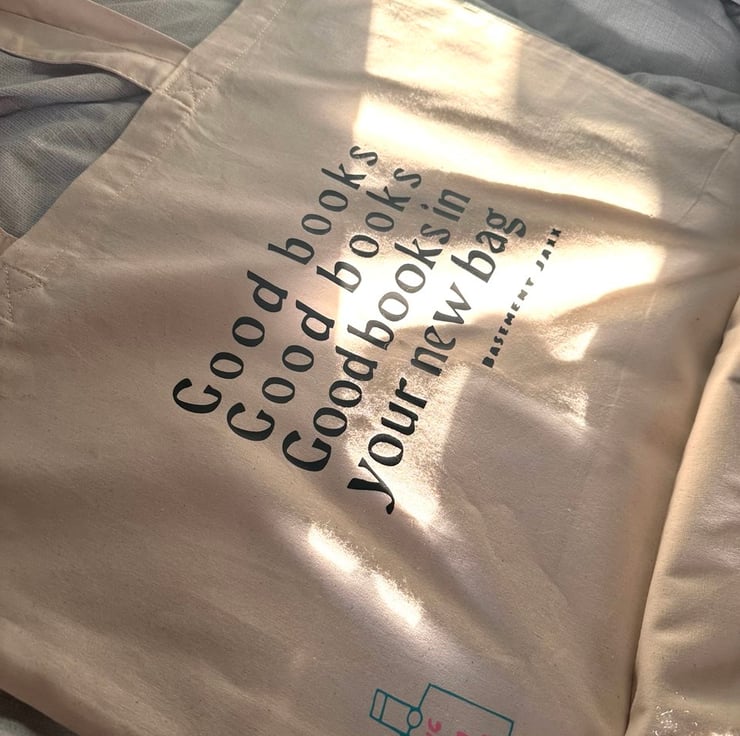 Good books
Good books
Good books in
your new bag
BASEMENT JAXX